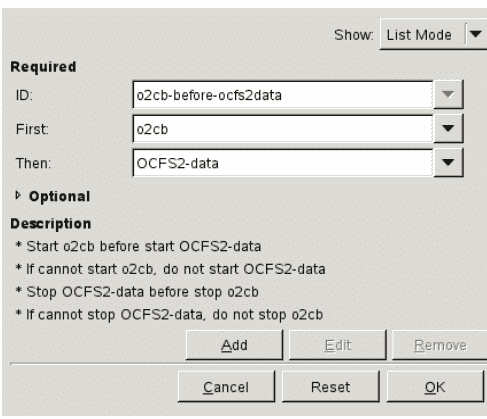 Show: List Mode
Required
ID: o2cb-before-ocfs2data
First: o2cb
Then: OCFS2-data
Optional
Description
* Start o2cb before start OCFS2-data
* If cannot start o2cb, do not start OCFS2-data
* Stop OCFS2-data before stop o2cb
* If cannot stop OCFS2-data, do not stop o2cb
Add Edit Remove
Cancel Reset OK